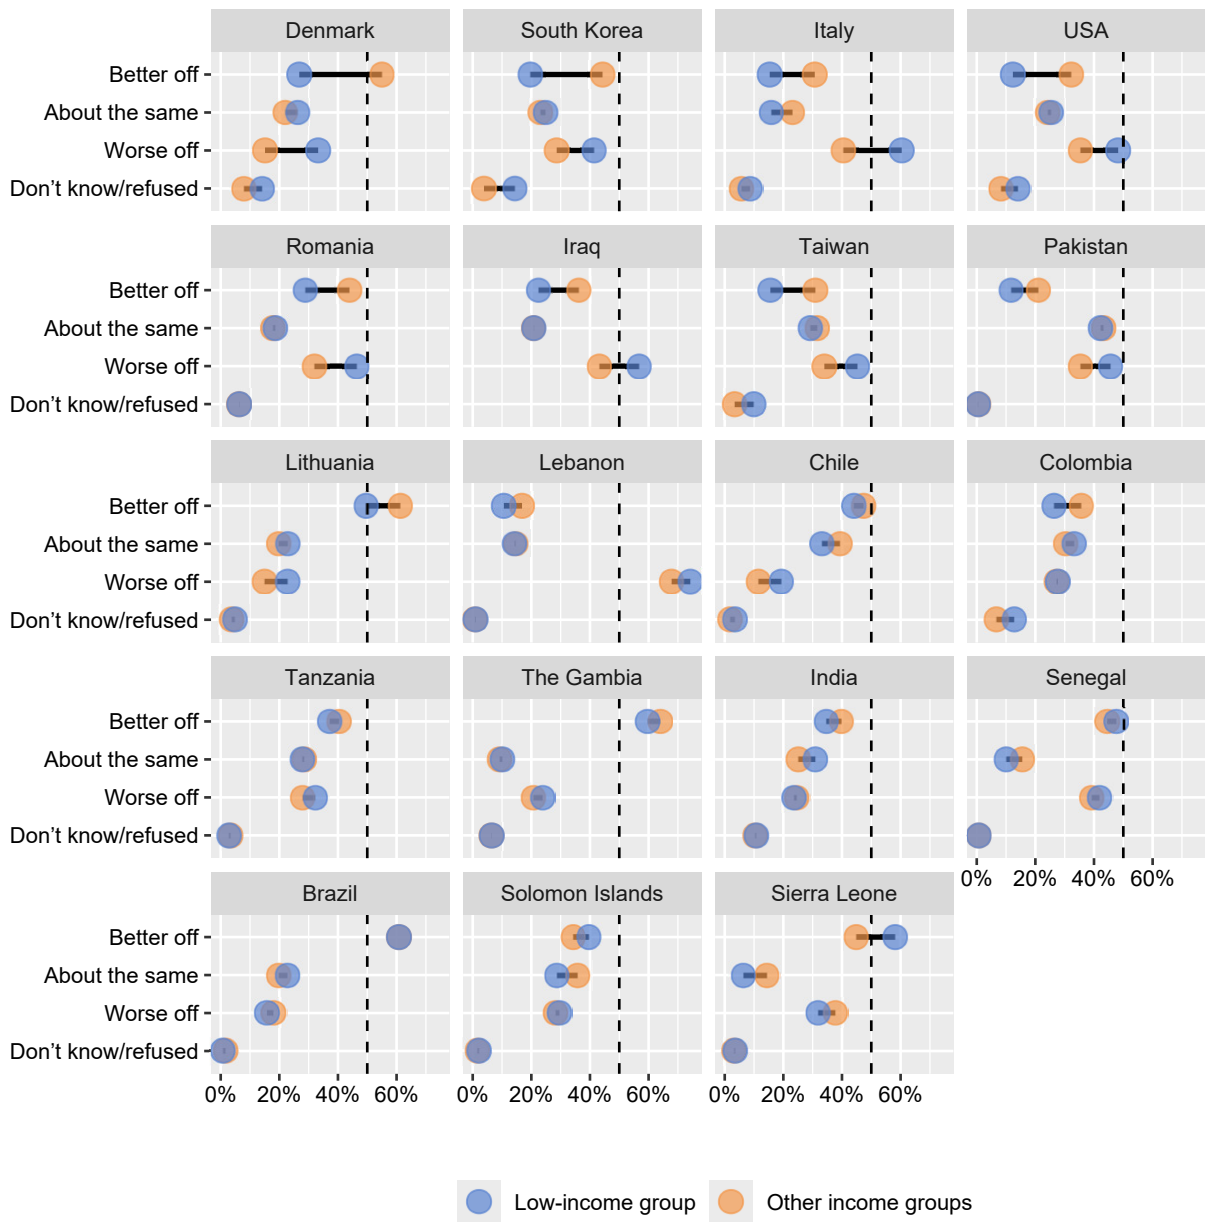 Denmark South Korea Italy USA
Better off
About the same
Worse off
Don’t know/refused
Romania Iraq Taiwan Pakistan
Better off
About the same
Worse off
Don’t know/refused
Lithuania Lebanon Chile Colombia
Better off
About the same
Worse off
Don’t know/refused
Tanzania The Gambia India Senegal
Better off
About the same
Worse off
Don’t know/refused
0% 20% 40% 60%
Brazil Solomon Islands Sierra Leone
Better off
About the same
Worse off
Don’t know/refused
0% 20% 40% 60% 0% 20% 40% 60% 0% 20% 40% 60%
Low-income group Other income groups